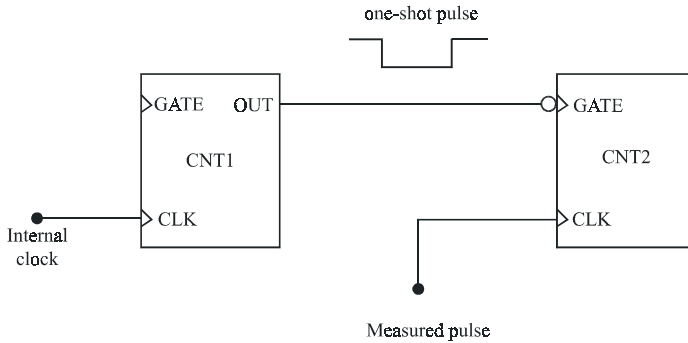 one-shot pulse
GATE OUT
GATE
CNT1
CNT2
CLK
CLK
Internal
clock
Measured pulse